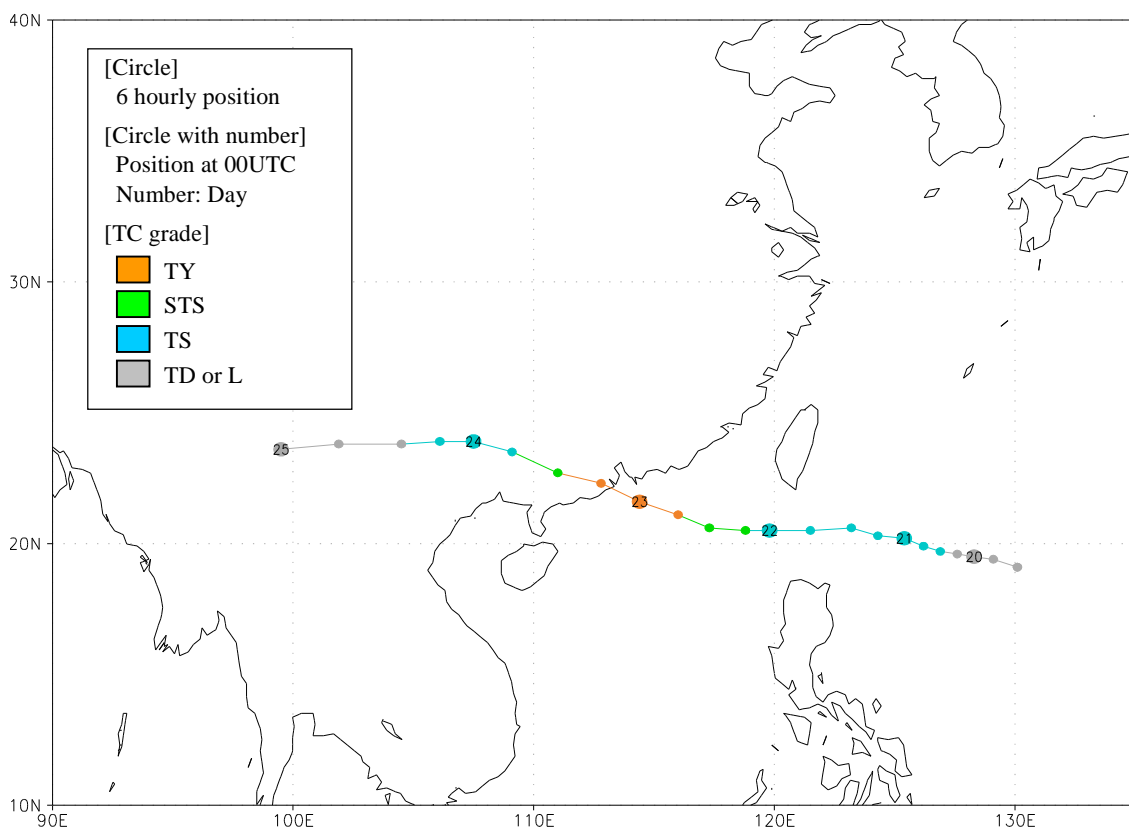 40N
[Circle]
6 hourly position
[Circle with number]
Position at 00UTC
Number: Day
[TC grade]
TY
STS
TS
TD or L
30N
25
24
23
22
21
20
20N
10N
90E
100E
110E
120E
130E